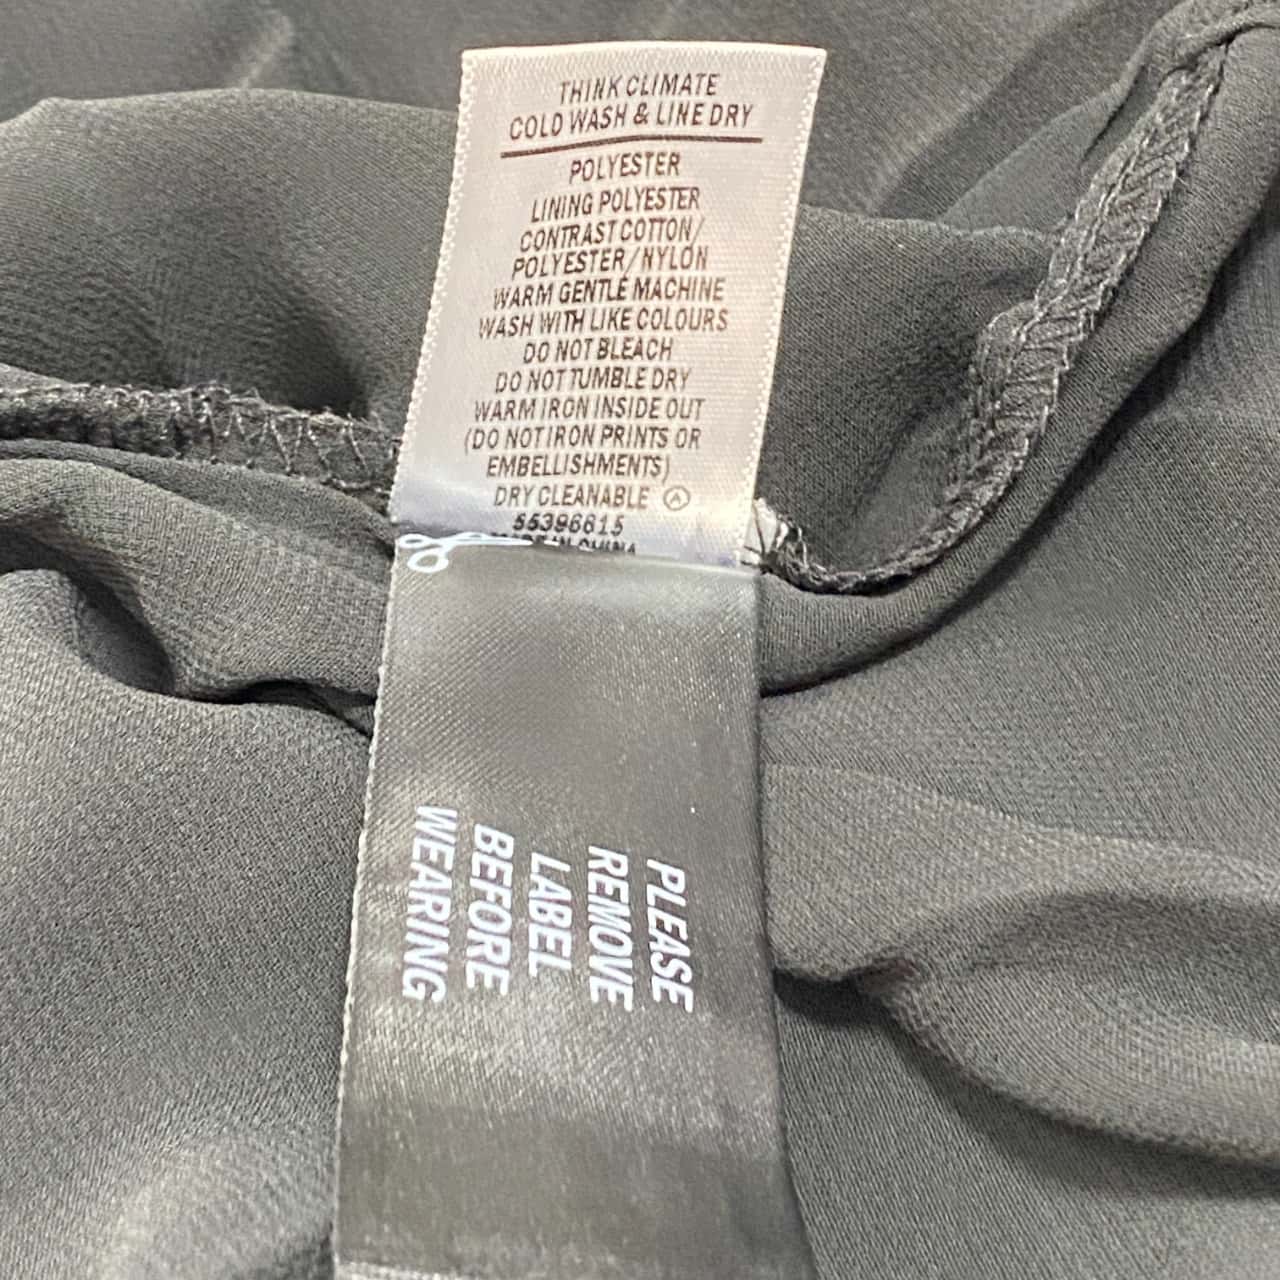 THINK CLIMATE
COLD WASH & LINE DRY
POLYESTER
LINING POLYESTER
CONTRAST COTTON/
POLYESTER/NYLON
WARM GENTLE MACHINE
WASH WITH LIKE COLOURS
DO NOT BLEACH
DO NOT TUMBLE DRY
WARM IRON INSIDE OUT
(DO NOT IRON PRINTS OR
EMBELLISHMENTS)
DRY CLEANABLE Ⓐ
55396615
IN CHINA
PLEASE
REMOVE
LABEL
BEFORE
WEARING